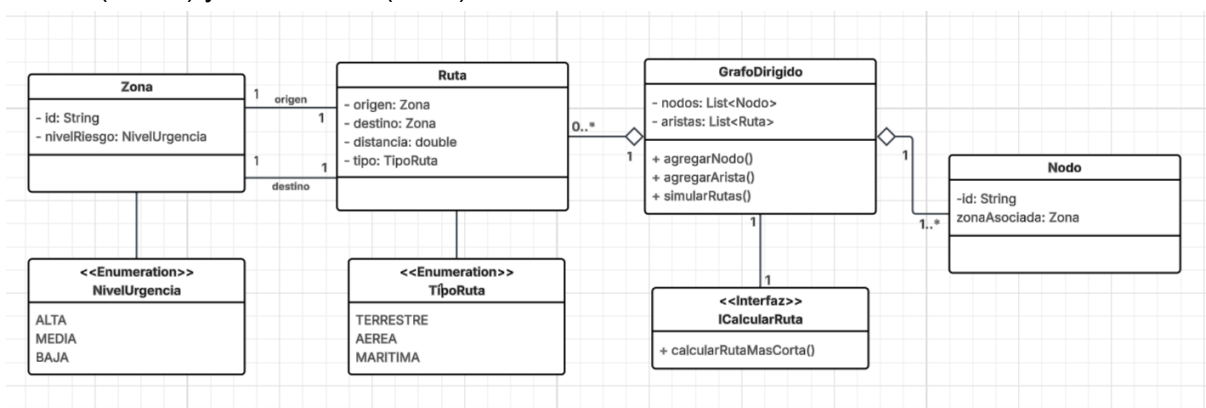 Zona
- id: String
- nivelRiesgo: NivelUrgencia
1
origen
1
1
1
destino
Ruta
- origen: Zona
- destino: Zona
- distancia: double
- tipo: TipoRuta
0..*
1
GrafoDirigido
- nodos: List<Nodo>
- aristas: List<Ruta>
+ agregarNodo()
+ agregarArista()
+ simularRutas()
1
1..*
Nodo
-id: String
zonaAsociada: Zona
<<Enumeration>>
NivelUrgencia
ALTA
MEDIA
BAJA
<<Enumeration>>
TipoRuta
TERRESTRE
AEREA
MARITIMA
1
1
<<Interfaz>>
ICalcularRuta
+ calcularRutaMasCorta()